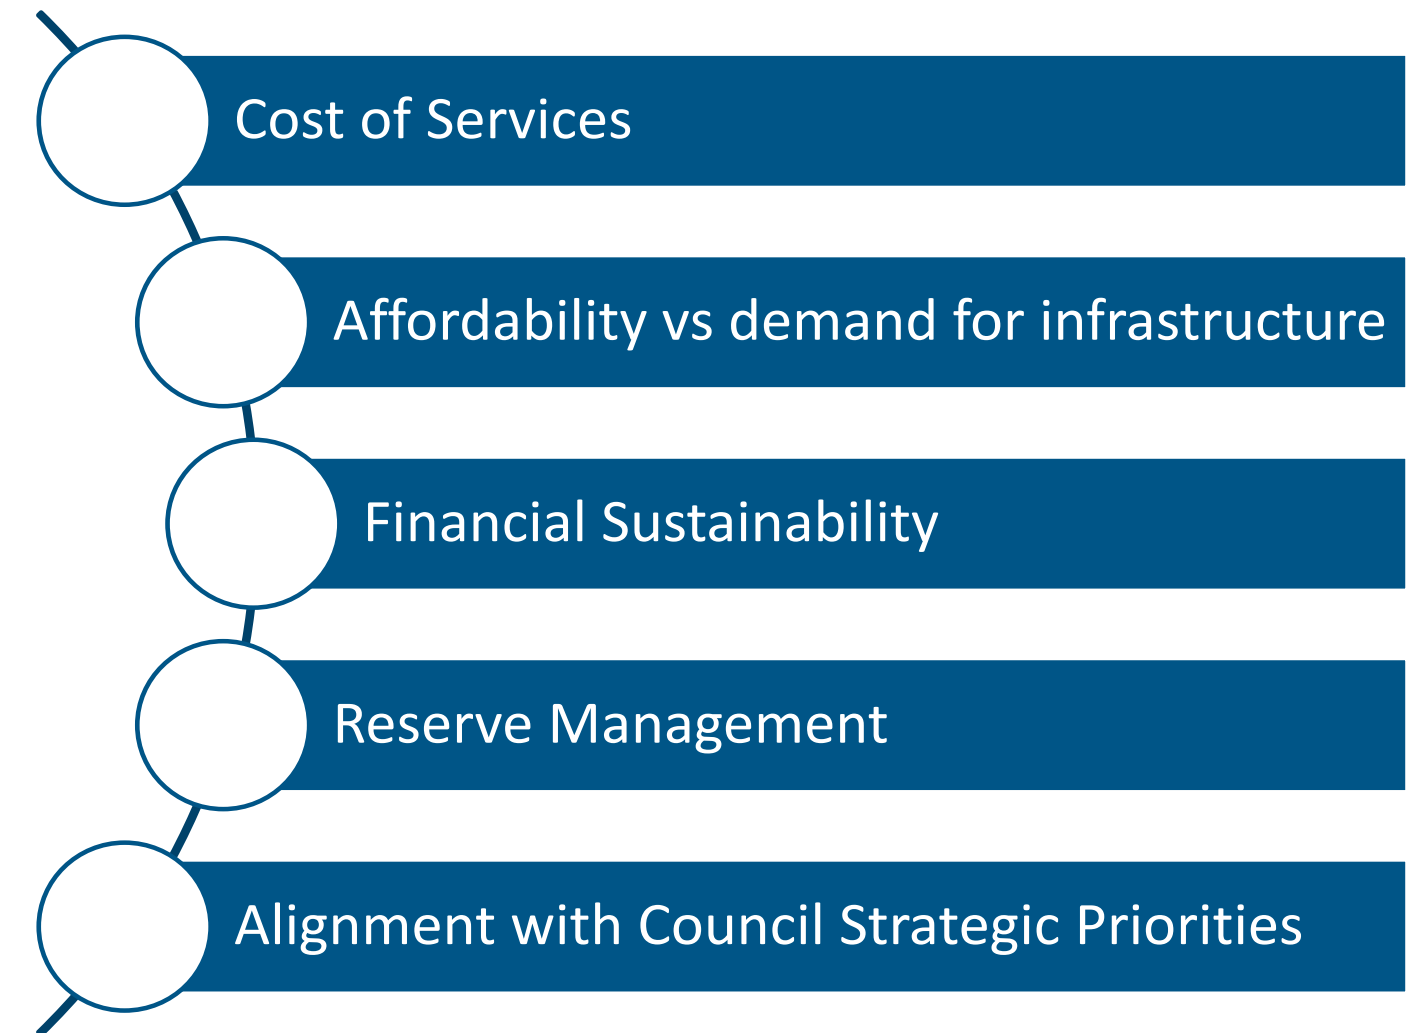 Cost of Services
Affordability vs demand for infrastructure
Financial Sustainability
Reserve Management
Alignment with Council Strategic Priorities